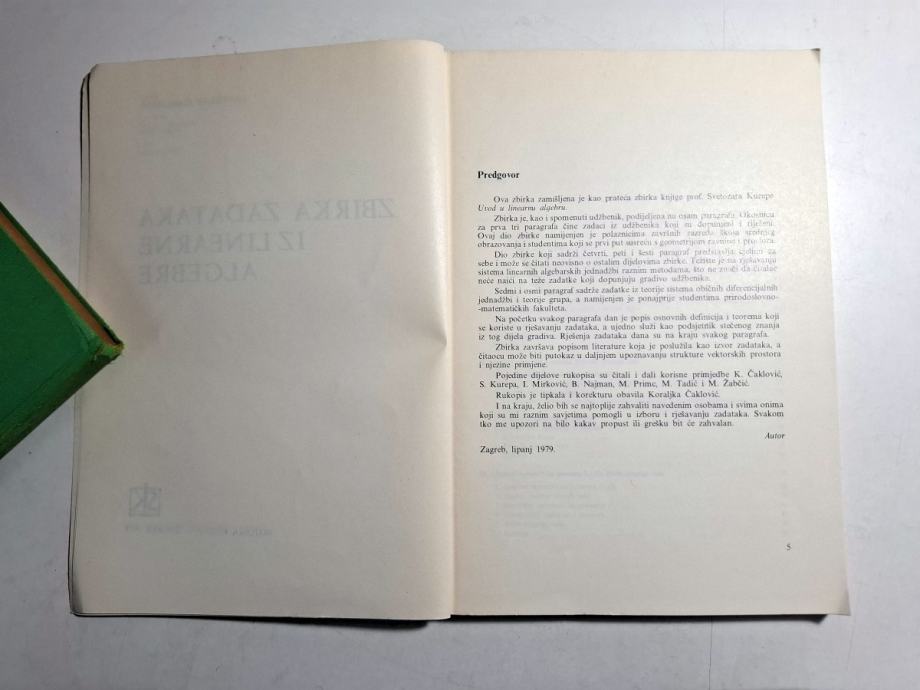 ZBIRKA ZADATAKA
IZ LINEARNE
ALGEBRE
Predgovor
Ova zbirka zamišljena je kao prateća zbirka knjige prof. Svetozara Kurepe
Uvod u linearnu algebru.
Zbirka je, kao i spomenuti udžbenik, podijeljena na osam paragrafa. Okosnicu
za prva tri paragrafa čine zadaci iz udžbenika koji su dopunjeni i riješeni.
Ovaj dio zbirke namijenjen je polaznicima završnih razreda škola srednjeg
obrazovanja i studentima koji se prvi put susreću s geometrijom ravnine i prostora.
Dio zbirke koji sadrži četvrti, peti i šesti paragraf predstavlja cjelinu za
sebe i može se čitati neovisno o ostalim dijelovima zbirke. Težište je na rješavanju
sistema linearnih algebarskih jednadžbi raznim metodama, što ne znači da čitalac
neće naići na teže zadatke koji dopunjuju gradivo udžbenika.
Sedmi i osmi paragraf sadrže zadatke iz teorije sistema običnih diferencijalnih
jednadžbi i teorije grupa, a namijenjen je ponajprije studentima prirodoslovno-
-matematičkih fakulteta.
Na početku svakog paragrafa dan je popis osnovnih definicija i teorema koji
se koriste u rješavanju zadataka, a ujedno služi kao podsjetnik stečenog znanja
iz tog dijela gradiva. Rješenja zadataka dana su na kraju svakog paragrafa.
Zbirka završava popisom literature koja je poslužila kao izvor zadataka, a
čitaocu može biti putokaz u daljnjem upoznavanju strukture vektorskih prostora
i njezine primjene.
Pojedine dijelove rukopisa su čitali i dali korisne primjedbe K. Čaklović,
S. Kurepa, I. Mirković, B. Najman, M. Primc, M. Tadić i M. Žabčić.
Rukopis je tipkala i korekturu obavila Koraljka Čaklović.
I na kraju, želio bih se najtoplije zahvaliti navedenim osobama i svima onima
koji su mi raznim savjetima pomogli u izboru i rješavanju zadataka. Svakom
tko me upozori na bilo kakav propust ili grešku bit ću zahvalan.
Autor
Zagreb, lipanj 1979.
5